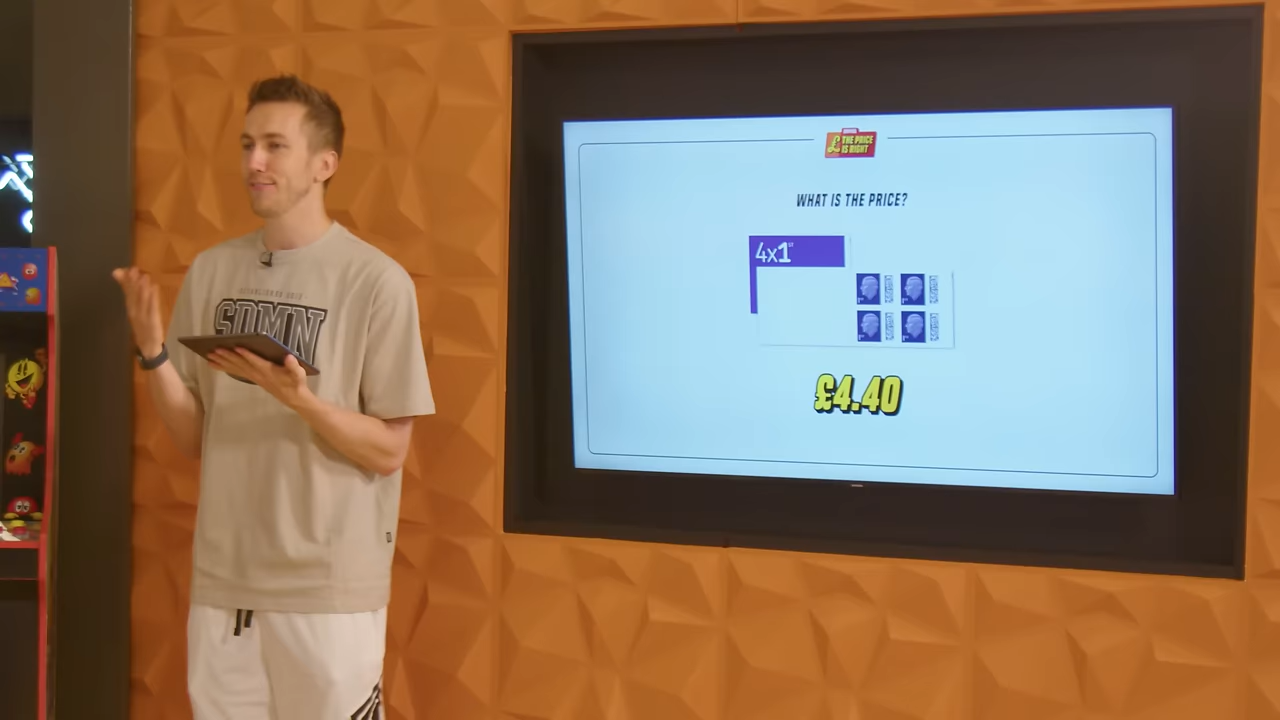 THE PRICE
IS RIGHT
WHAT IS THE PRICE?
4x1st
£4.40
SDMN